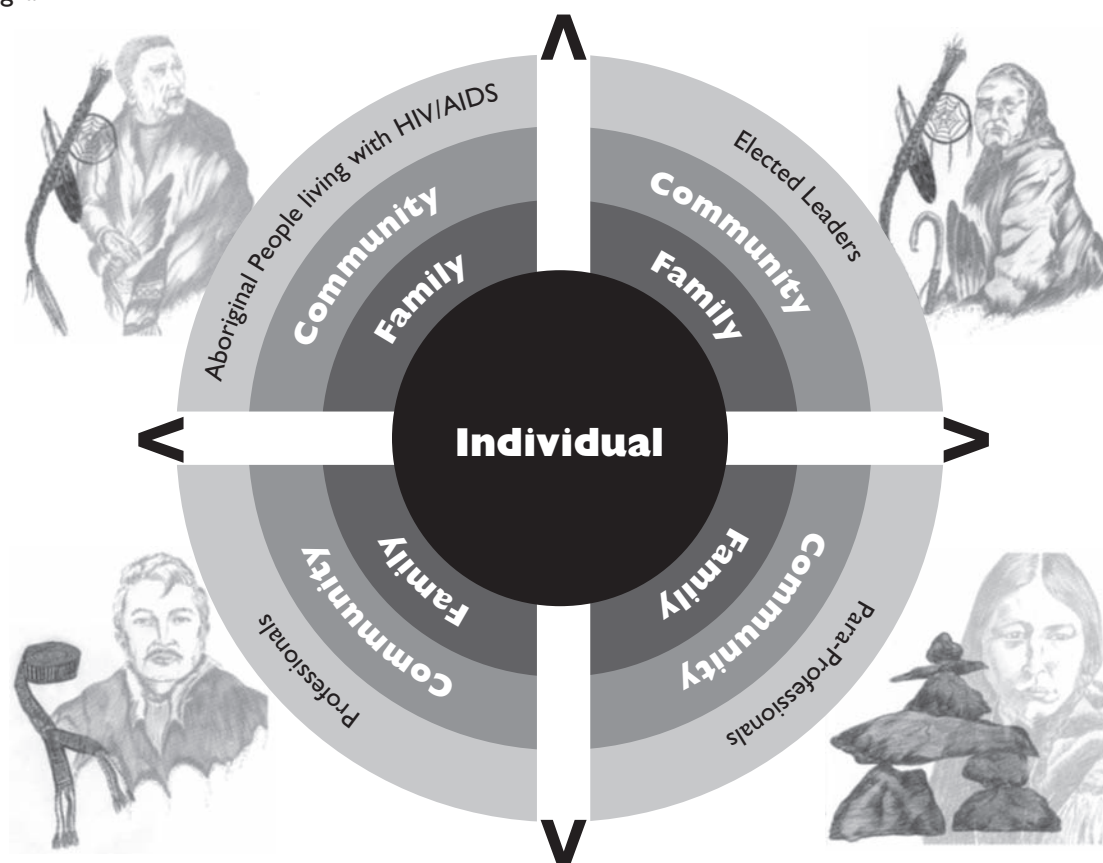 Aboriginal People living with HIV/AIDS
Community
Family
Elected Leaders
Community
Family
Individual
Family
Community
Professionals
Family
Community
Para-Professionals